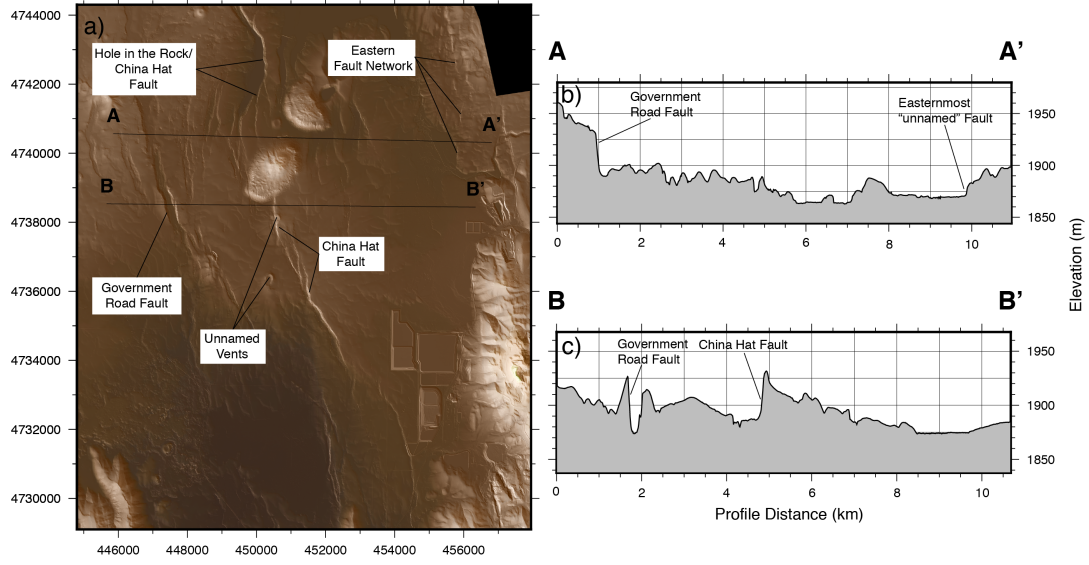 a)
4744000
4742000
4740000
4738000
4736000
4734000
4732000
4730000
446000 448000 450000 452000 454000 456000
Hole in the Rock/
China Hat
Fault
Eastern
Fault Network
A
A’
B
B’
China Hat
Fault
Government
Road Fault
Unnamed
Vents
A
A’
b)
Government
Road Fault
Easternmost
“unnamed” Fault
1950
1900
1850
0 2 4 6 8 10
B
B’
c)
Government
Road Fault
China Hat Fault
1950
1900
1850
0 2 4 6 8 10
Profile Distance (km)
Elevation (m)